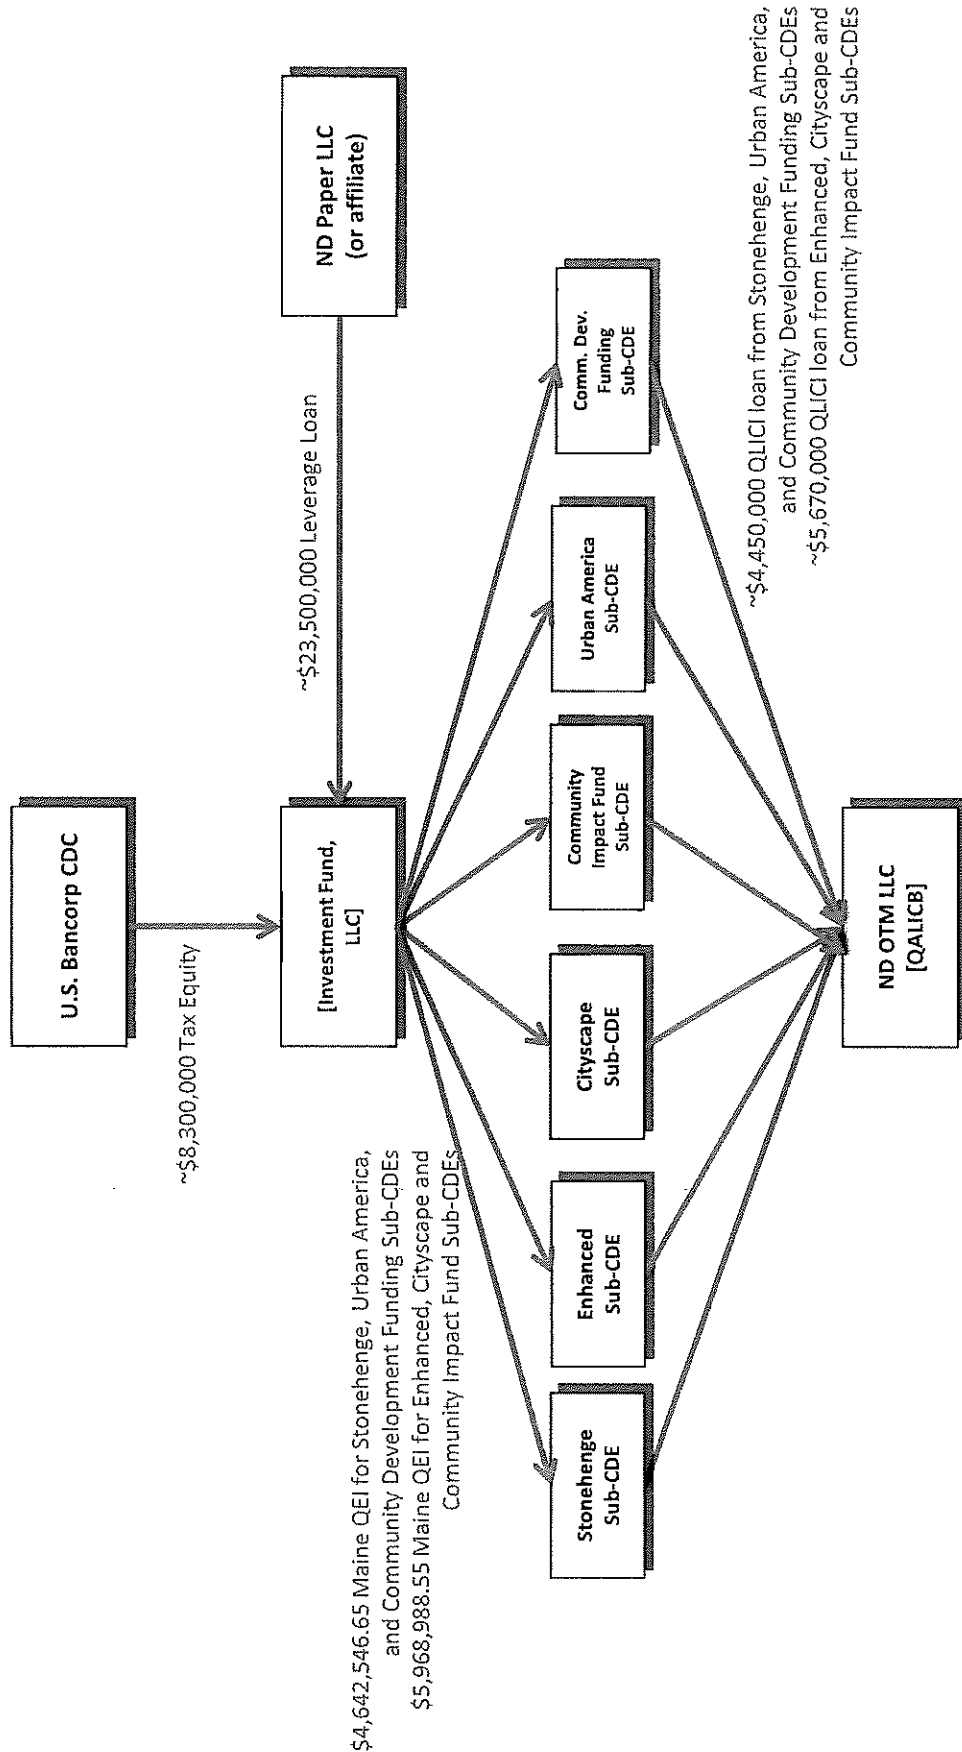 U.S. Bancorp CDC
~$8,300,000 Tax Equity
[Investment Fund,
LLC]
~$23,500,000 Leverage Loan
ND Paper LLC
(or affiliate)
$4,642,546.65 Maine QEI for Stonehenge, Urban America,
and Community Development Funding Sub-CDEs
$5,968,988.55 Maine QEI for Enhanced, Cityscape and
Community Impact Fund Sub-CDEs
Stonehenge
Sub-CDE
Enhanced
Sub-CDE
Cityscape
Sub-CDE
Community
Impact Fund
Sub-CDE
Urban America
Sub-CDE
Comm. Dev.
Funding
Sub-CDE
~$4,450,000 QLICI loan from Stonehenge, Urban America,
and Community Development Funding Sub-CDEs
~$5,670,000 QLICI loan from Enhanced, Cityscape and
Community Impact Fund Sub-CDEs
ND OTM LLC
[QALICB]